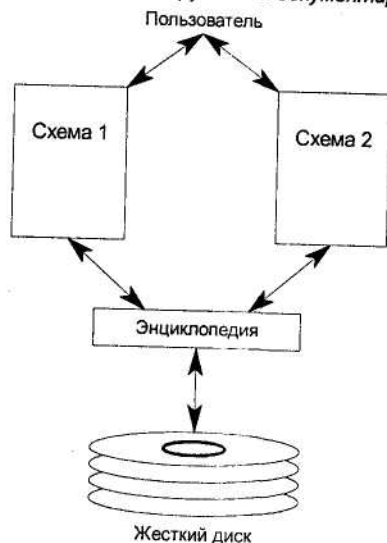 Пользователь
Схема 1
Схема 2
Энциклопедия
Жесткий диск